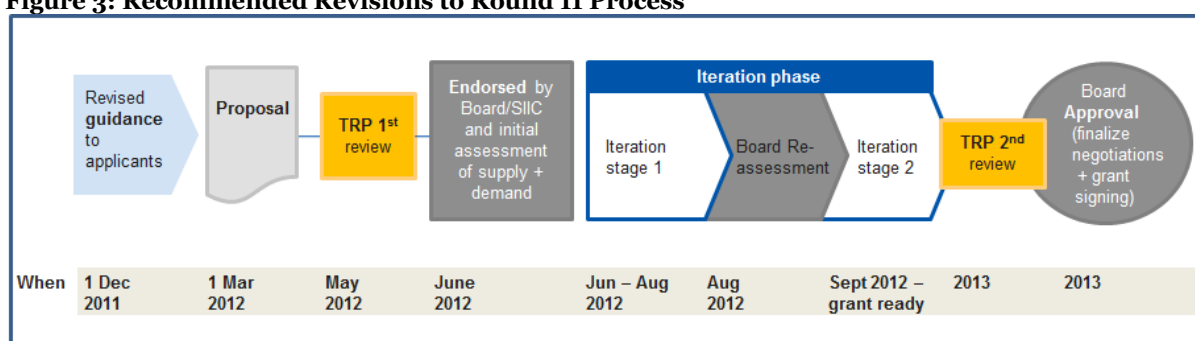 Figure 3: Recommended Revisions to Round 11 Process
Revised
guidance
to
applicants
Proposal
TRP 1st
review
Endorsed by
Board/SIIC
and initial
assessment
of supply +
demand
Iteration phase
Iteration
stage 1
Board Re-
assessment
Iteration
stage 2
TRP 2nd
review
Board
Approval
(finalize
negotiations
+ grant
signing)
When
1 Dec
2011
1 Mar
2012
May
2012
June
2012
Jun – Aug
2012
Aug
2012
Sept 2012 –
grant ready
2013
2013